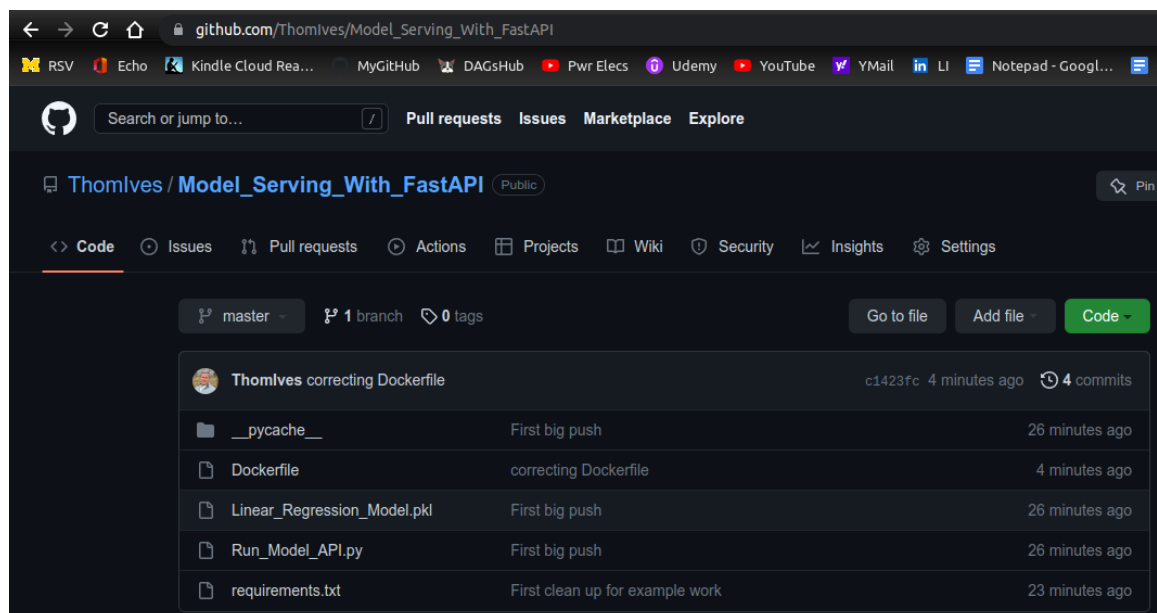 github.com/ThomIves/Model_Serving_With_FastAPI
RSV Echo Kindle Cloud Rea... MyGitHub DAGsHub Pwr Elecs Udemy YouTube YMail LI Notepad - Googl...
Search or jump to... / Pull requests Issues Marketplace Explore
ThomIves / Model_Serving_With_FastAPI Public Pin
<> Code Issues Pull requests Actions Projects Wiki Security Insights Settings
master 1 branch 0 tags Go to file Add file Code
ThomIves correcting Dockerfile c1423fc 4 minutes ago 4 commits
__pycache__ First big push 26 minutes ago
Dockerfile correcting Dockerfile 4 minutes ago
Linear_Regression_Model.pkl First big push 26 minutes ago
Run_Model_API.py First big push 26 minutes ago
requirements.txt First clean up for example work 23 minutes ago